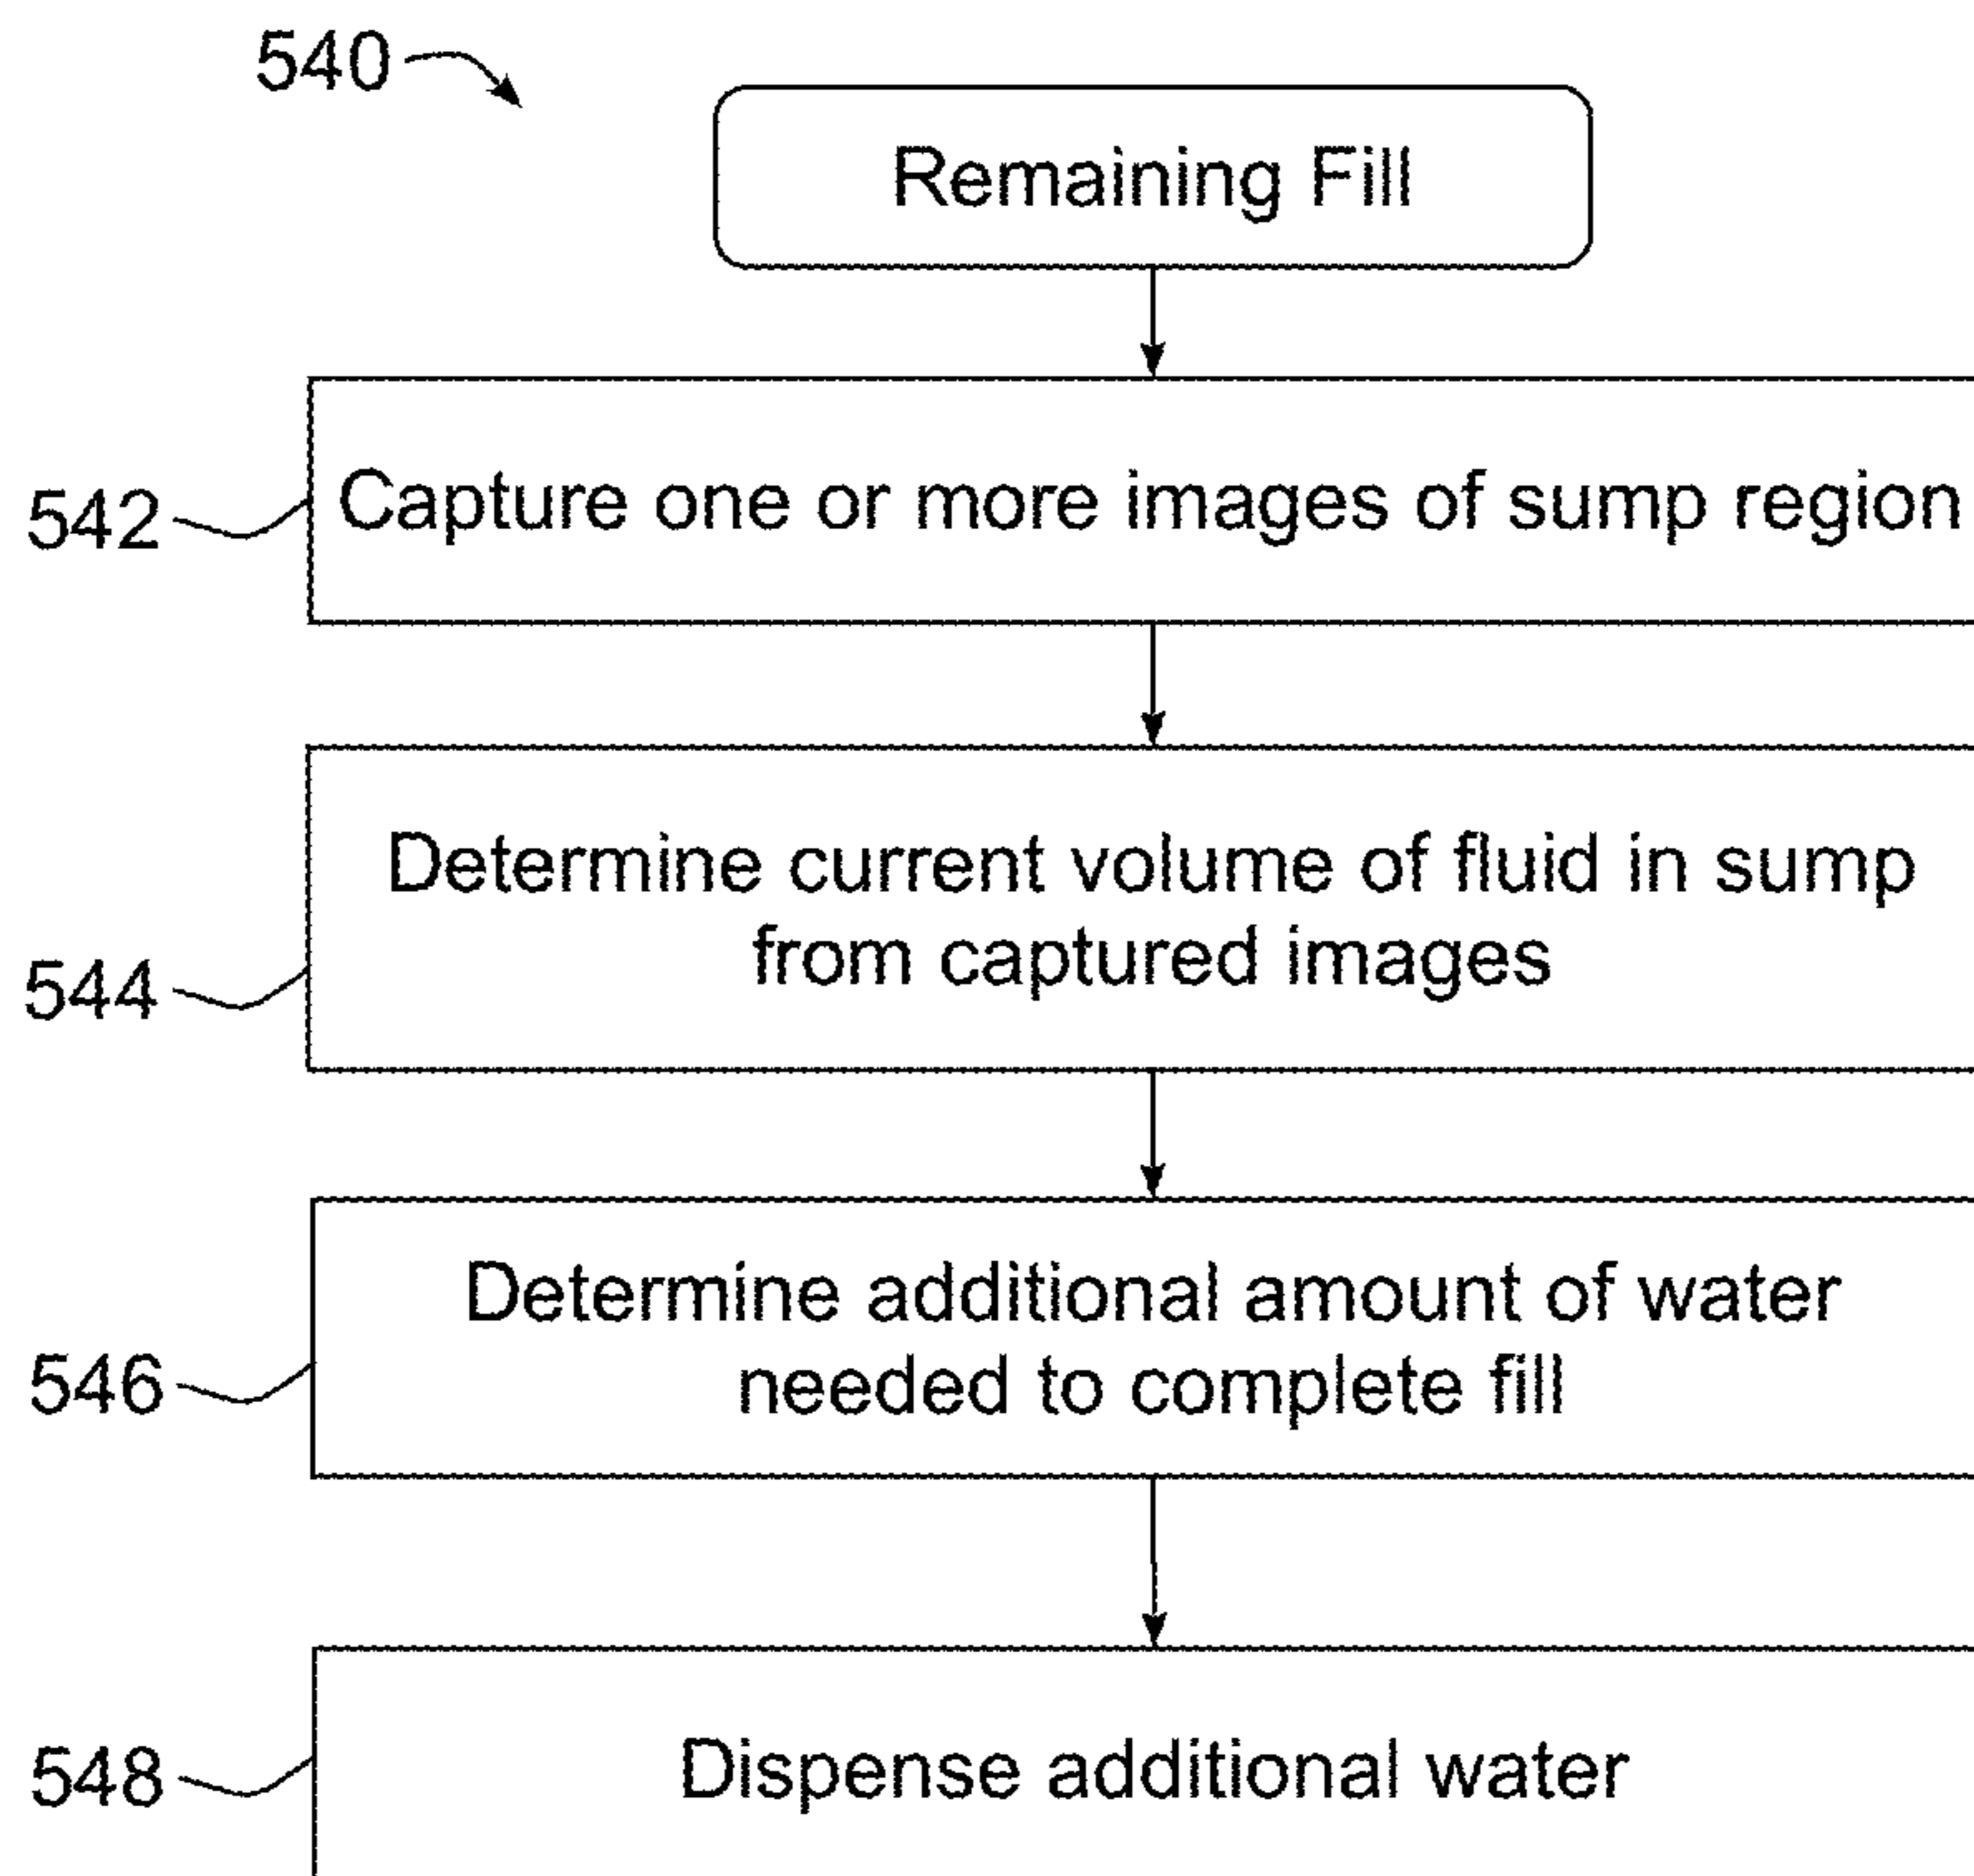 540
Remaining Fill
542
Capture one or more images of sump region
Determine current volume of fluid in sump
from captured images
544
Determine additional amount of water
needed to complete fill
546
548
Dispense additional water